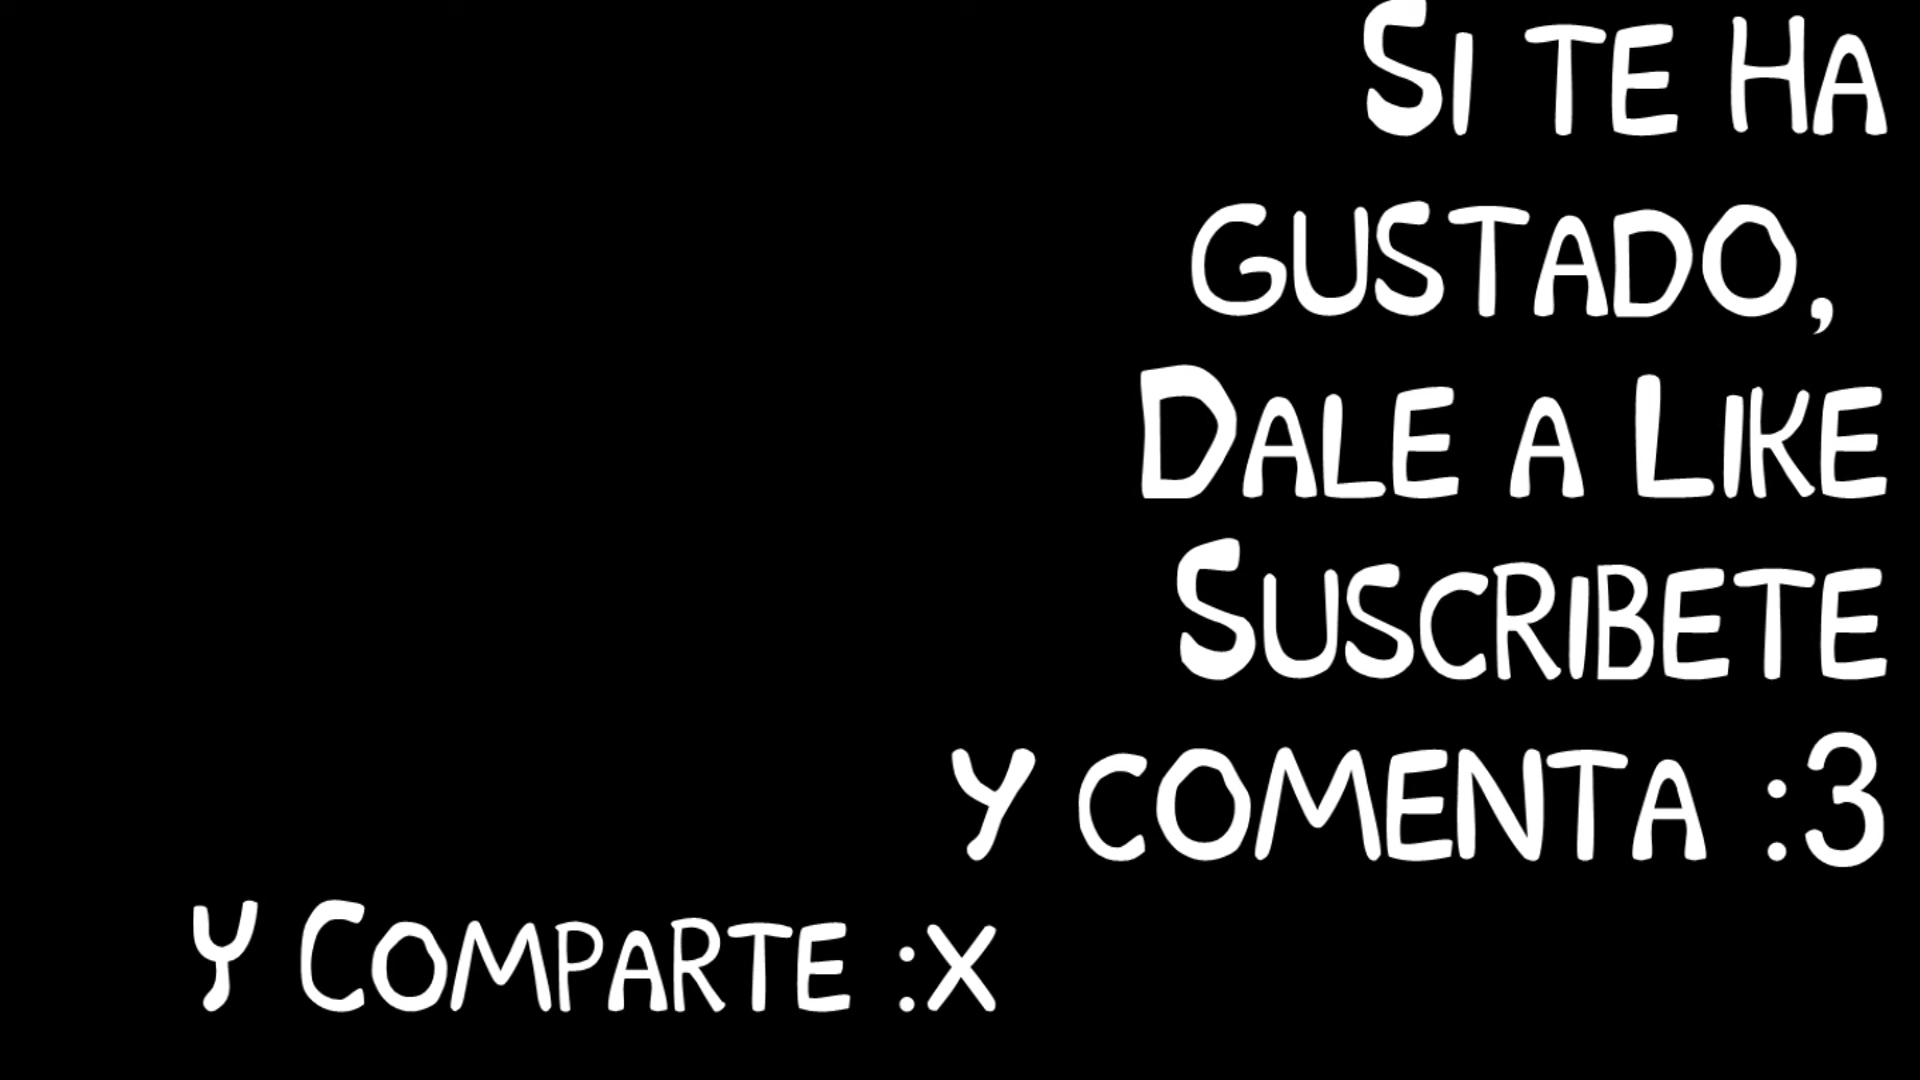 Si te Ha
gustado,
Dale a Like
Suscribete
y comenta :3
Y Comparte :x